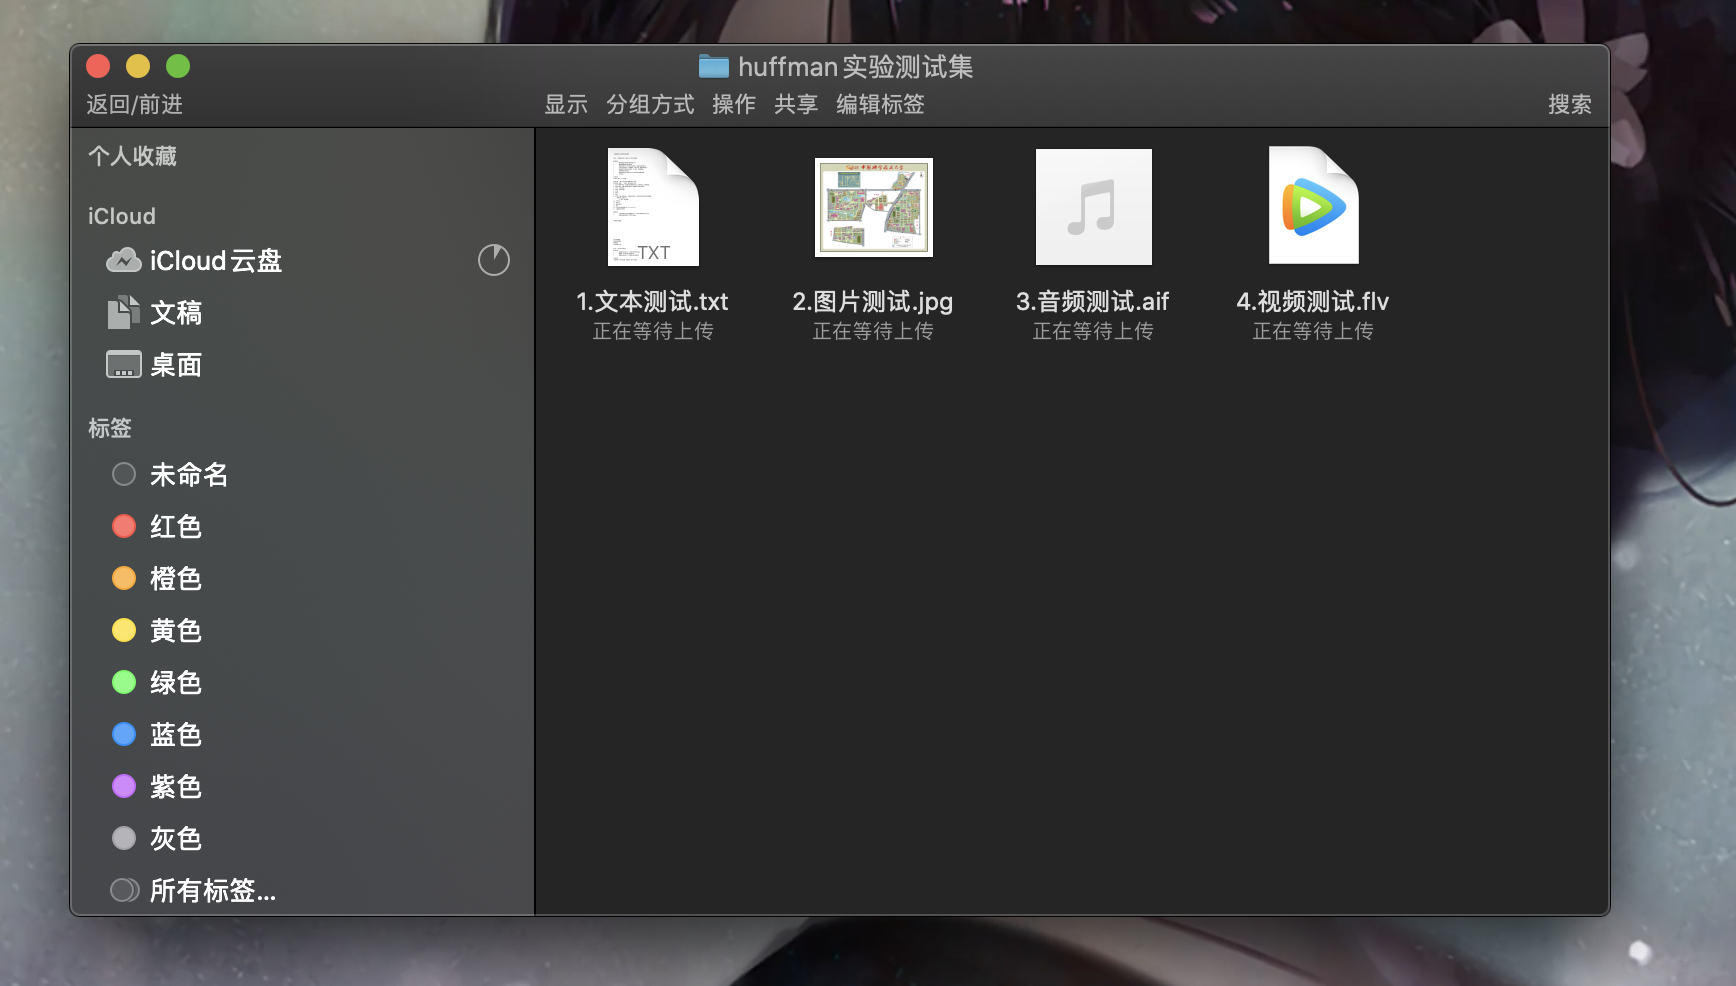 huffman实验测试集
返回/前进
显示 分组方式 操作 共享 编辑标签
搜索
个人收藏
iCloud
iCloud云盘
文稿
桌面
标签
未命名
红色
橙色
黄色
绿色
蓝色
紫色
灰色
所有标签...
TXT
1.文本测试.txt
正在等待上传
2.图片测试.jpg
正在等待上传
3.音频测试.aif
正在等待上传
4.视频测试.flv
正在等待上传